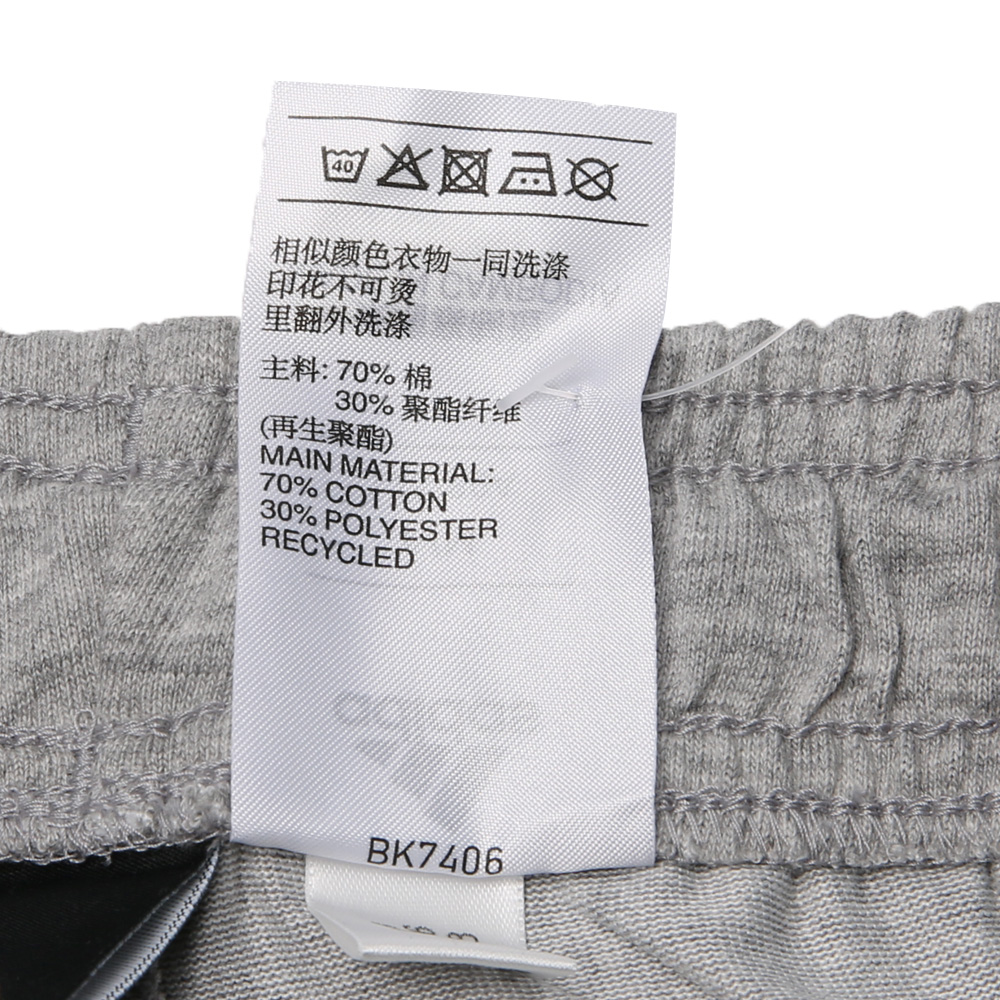 40
相似颜色衣物一同洗涤
印花不可烫
里翻外洗涤
主料: 70% 棉
30% 聚酯纤维
(再生聚酯)
MAIN MATERIAL:
70% COTTON
30% POLYESTER
RECYCLED
BK7406